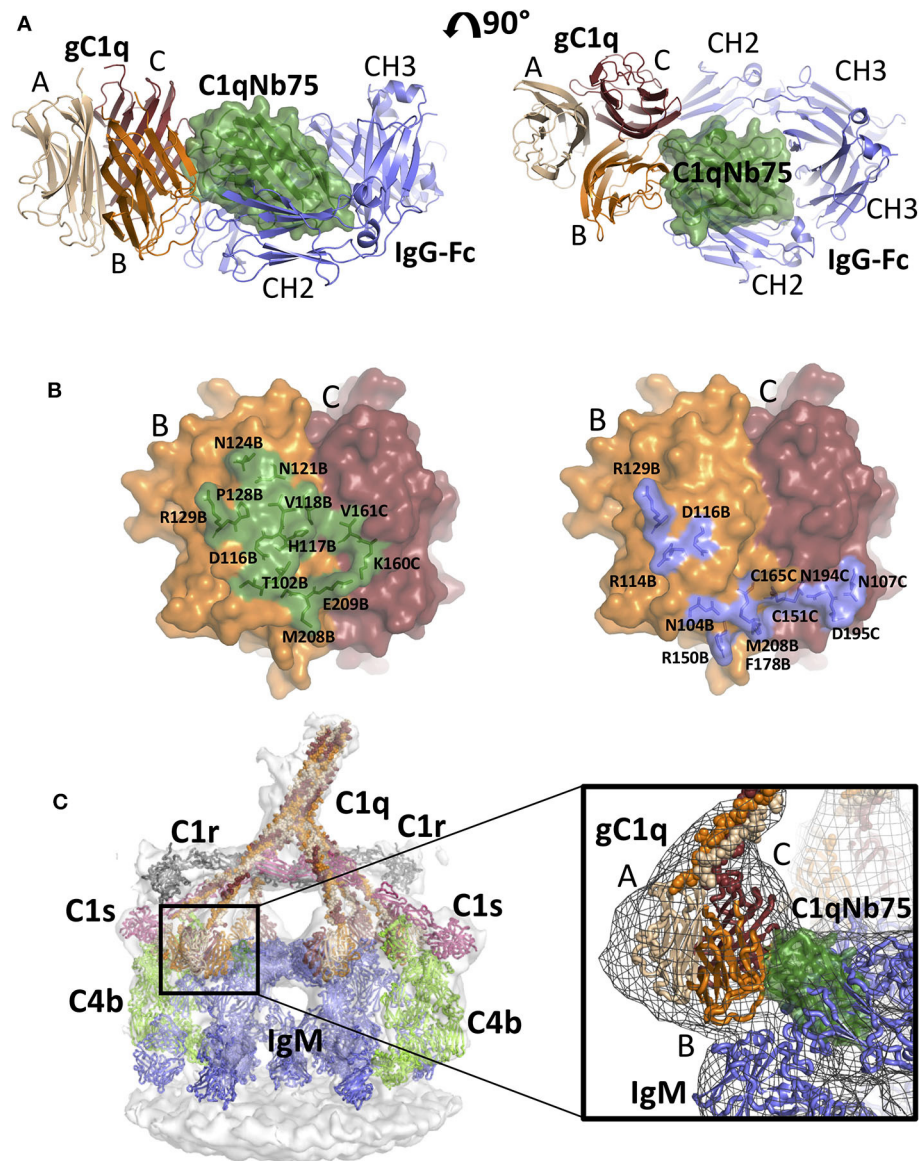 A
90°
gC1q
A
C
C1qNb75
CH3
B
CH2
IgG-Fc
gC1q
A
C
CH2
CH3
C1qNb75
B
CH3
CH2
IgG-Fc
B
B
C
N124B
N121B
P128B
V118B
V161C
R129B
H117B
D116B
K160C
T102B
E209B
M208B
B
C
R129B
D116B
R114B
C165C
N194C
N107C
N104B
C151C
D195C
R150B
M208B
F178B
C
C1q
C1r
C1r
C1s
C1s
C4b
C4b
IgM
gC1q
A
C
C1qNb75
B
IgM